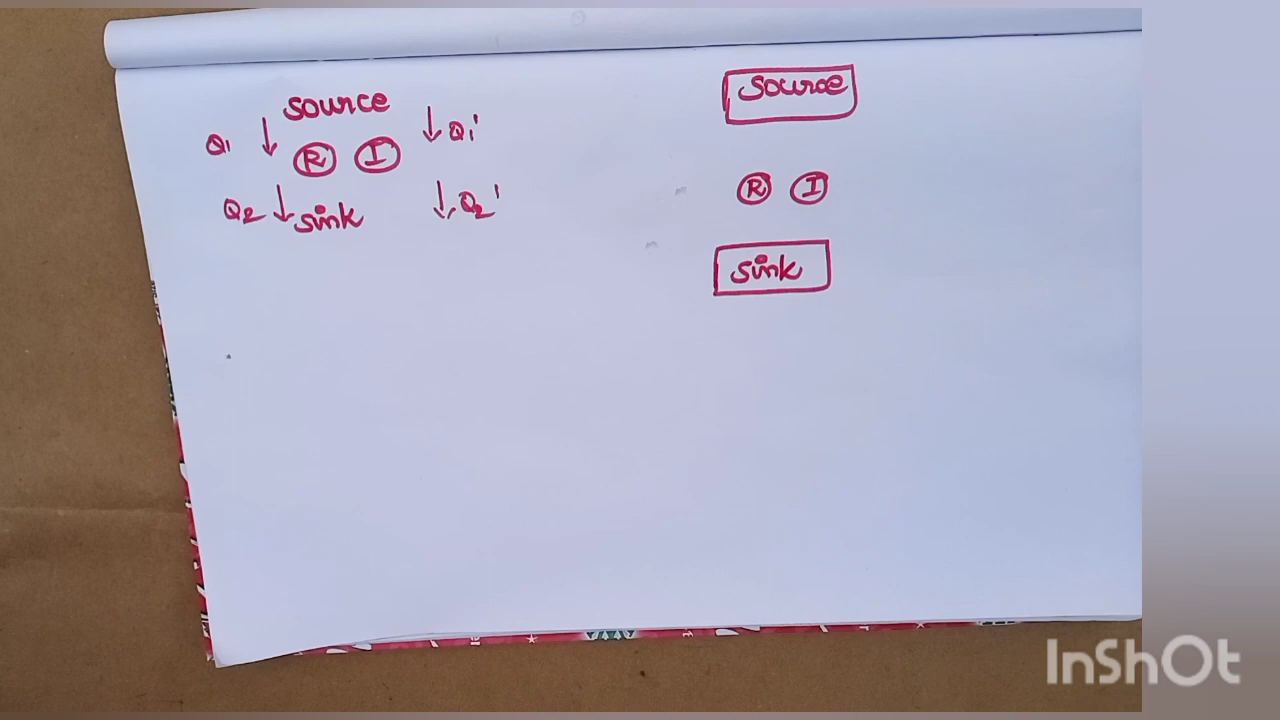 source
Q1 ↓ ↓ Q1'
R I
Q2 ↓ sink ↓ Q2'
source
R I
sink
InShOt